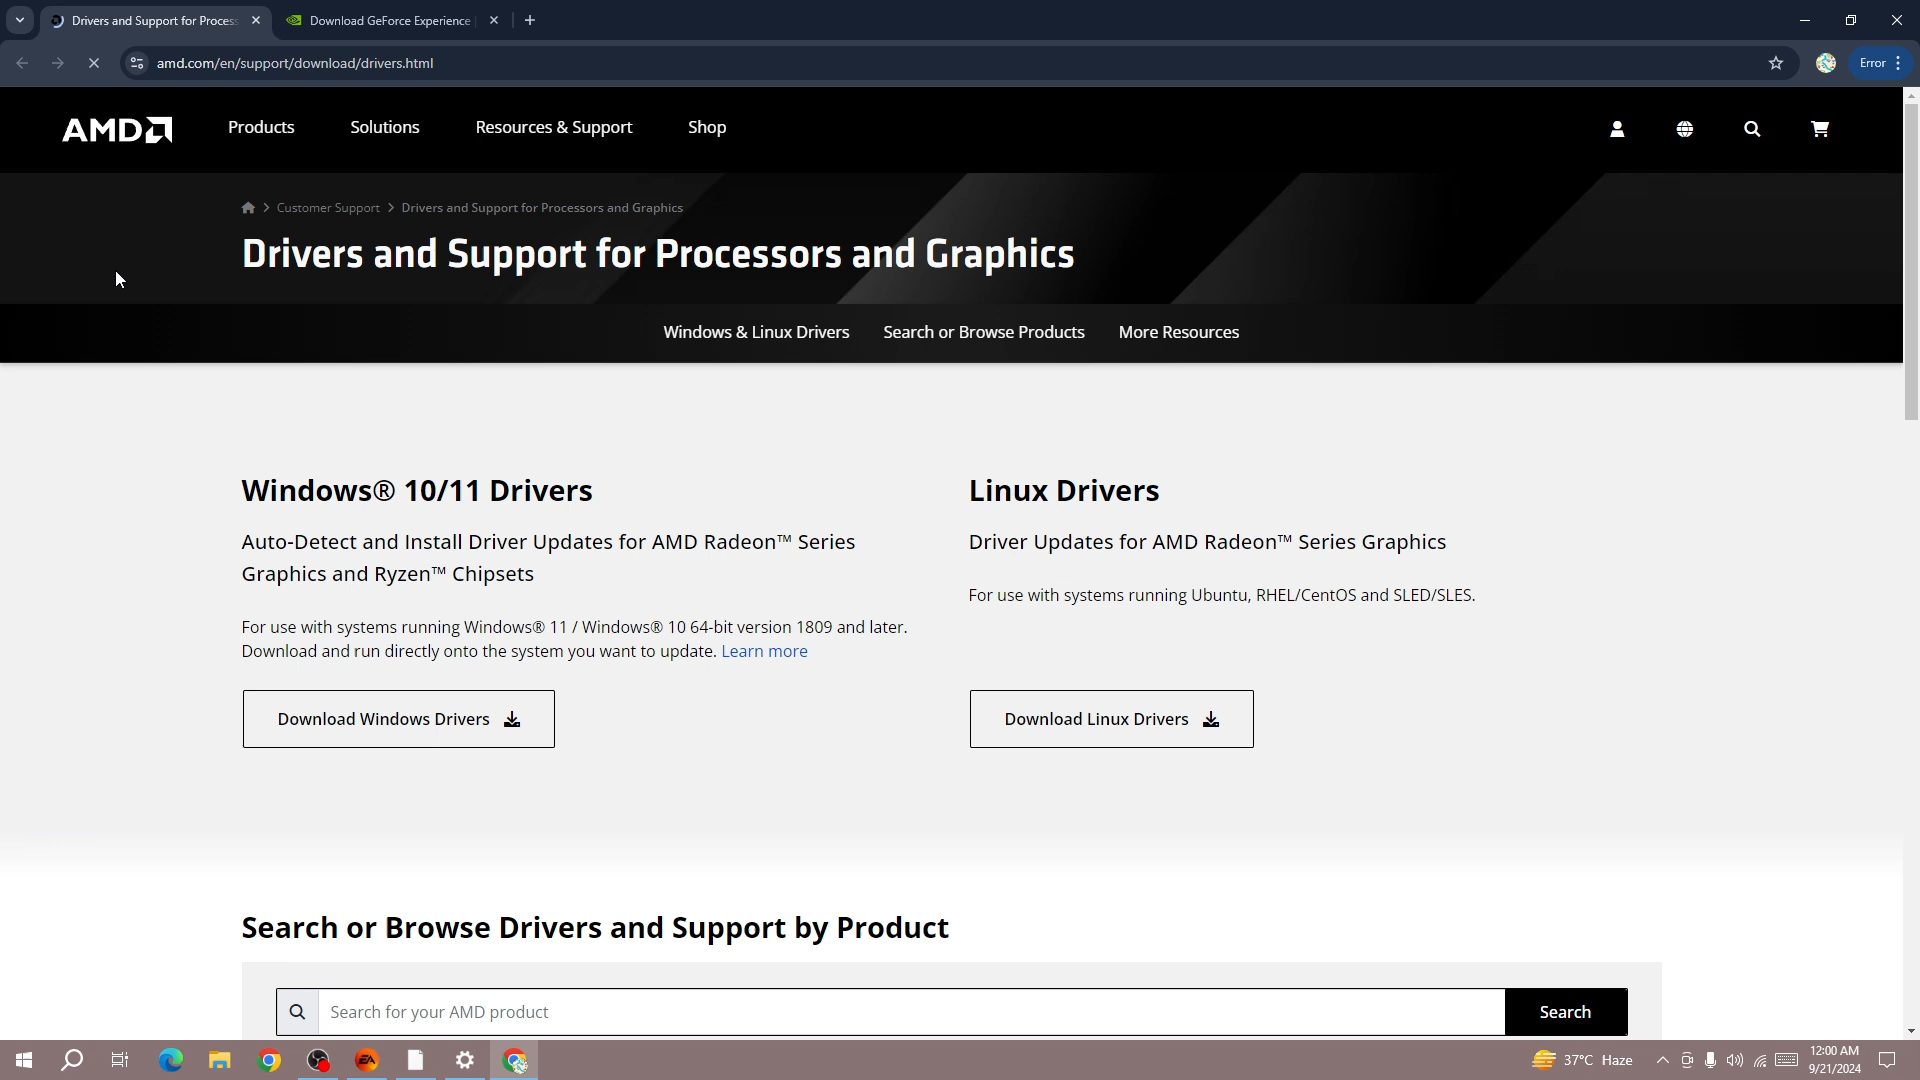 Drivers and Support for Process
Download GeForce Experience
amd.com/en/support/download/drivers.html
Error
AMD
Products
Solutions
Resources & Support
Shop
Customer Support
Drivers and Support for Processors and Graphics
Drivers and Support for Processors and Graphics
Windows & Linux Drivers
Search or Browse Products
More Resources
Windows® 10/11 Drivers
Auto-Detect and Install Driver Updates for AMD Radeon™ Series
Graphics and Ryzen™ Chipsets
For use with systems running Windows® 11 / Windows® 10 64-bit version 1809 and later.
Download and run directly onto the system you want to update. Learn more
Download Windows Drivers
Linux Drivers
Driver Updates for AMD Radeon™ Series Graphics
For use with systems running Ubuntu, RHEL/CentOS and SLED/SLES.
Download Linux Drivers
Search or Browse Drivers and Support by Product
Search for your AMD product
Search
EA
37°C Haze
12:00 AM
9/21/2024